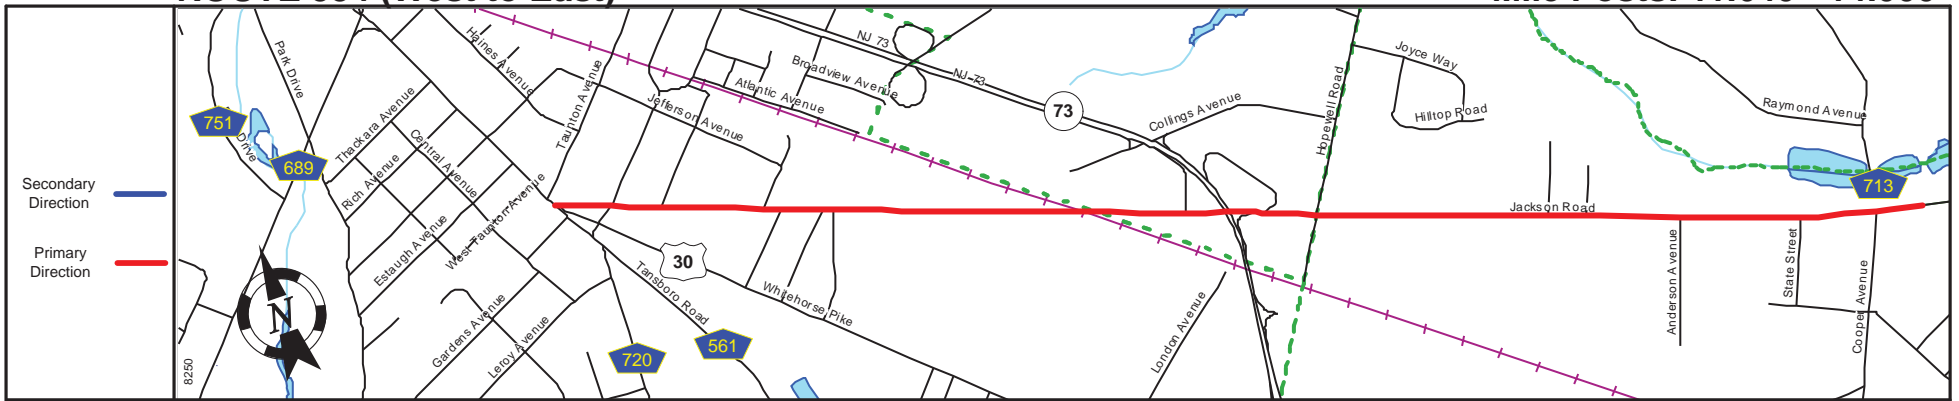 Secondary
Direction
Primary
Direction
Park Drive
751
Drive
689
Thackara Avenue
Rich Avenue
Central Avenue
Haines Avenue
Taunton Avenue
Estaugh Avenue
West Taunton Avenue
Jefferson Avenue
Atlantic Avenue
Broadview Avenue
NJ 73
NJ 73
73
Collings Avenue
Hopewell Road
Joyce Way
Hilltop Road
Raymond Avenue
713
Jackson Road
30
Tansboro Road
Whitehorse Pike
Gardens Avenue
Leroy Avenue
720
561
London Avenue
Anderson Avenue
State Street
Cooper Avenue
8250
N